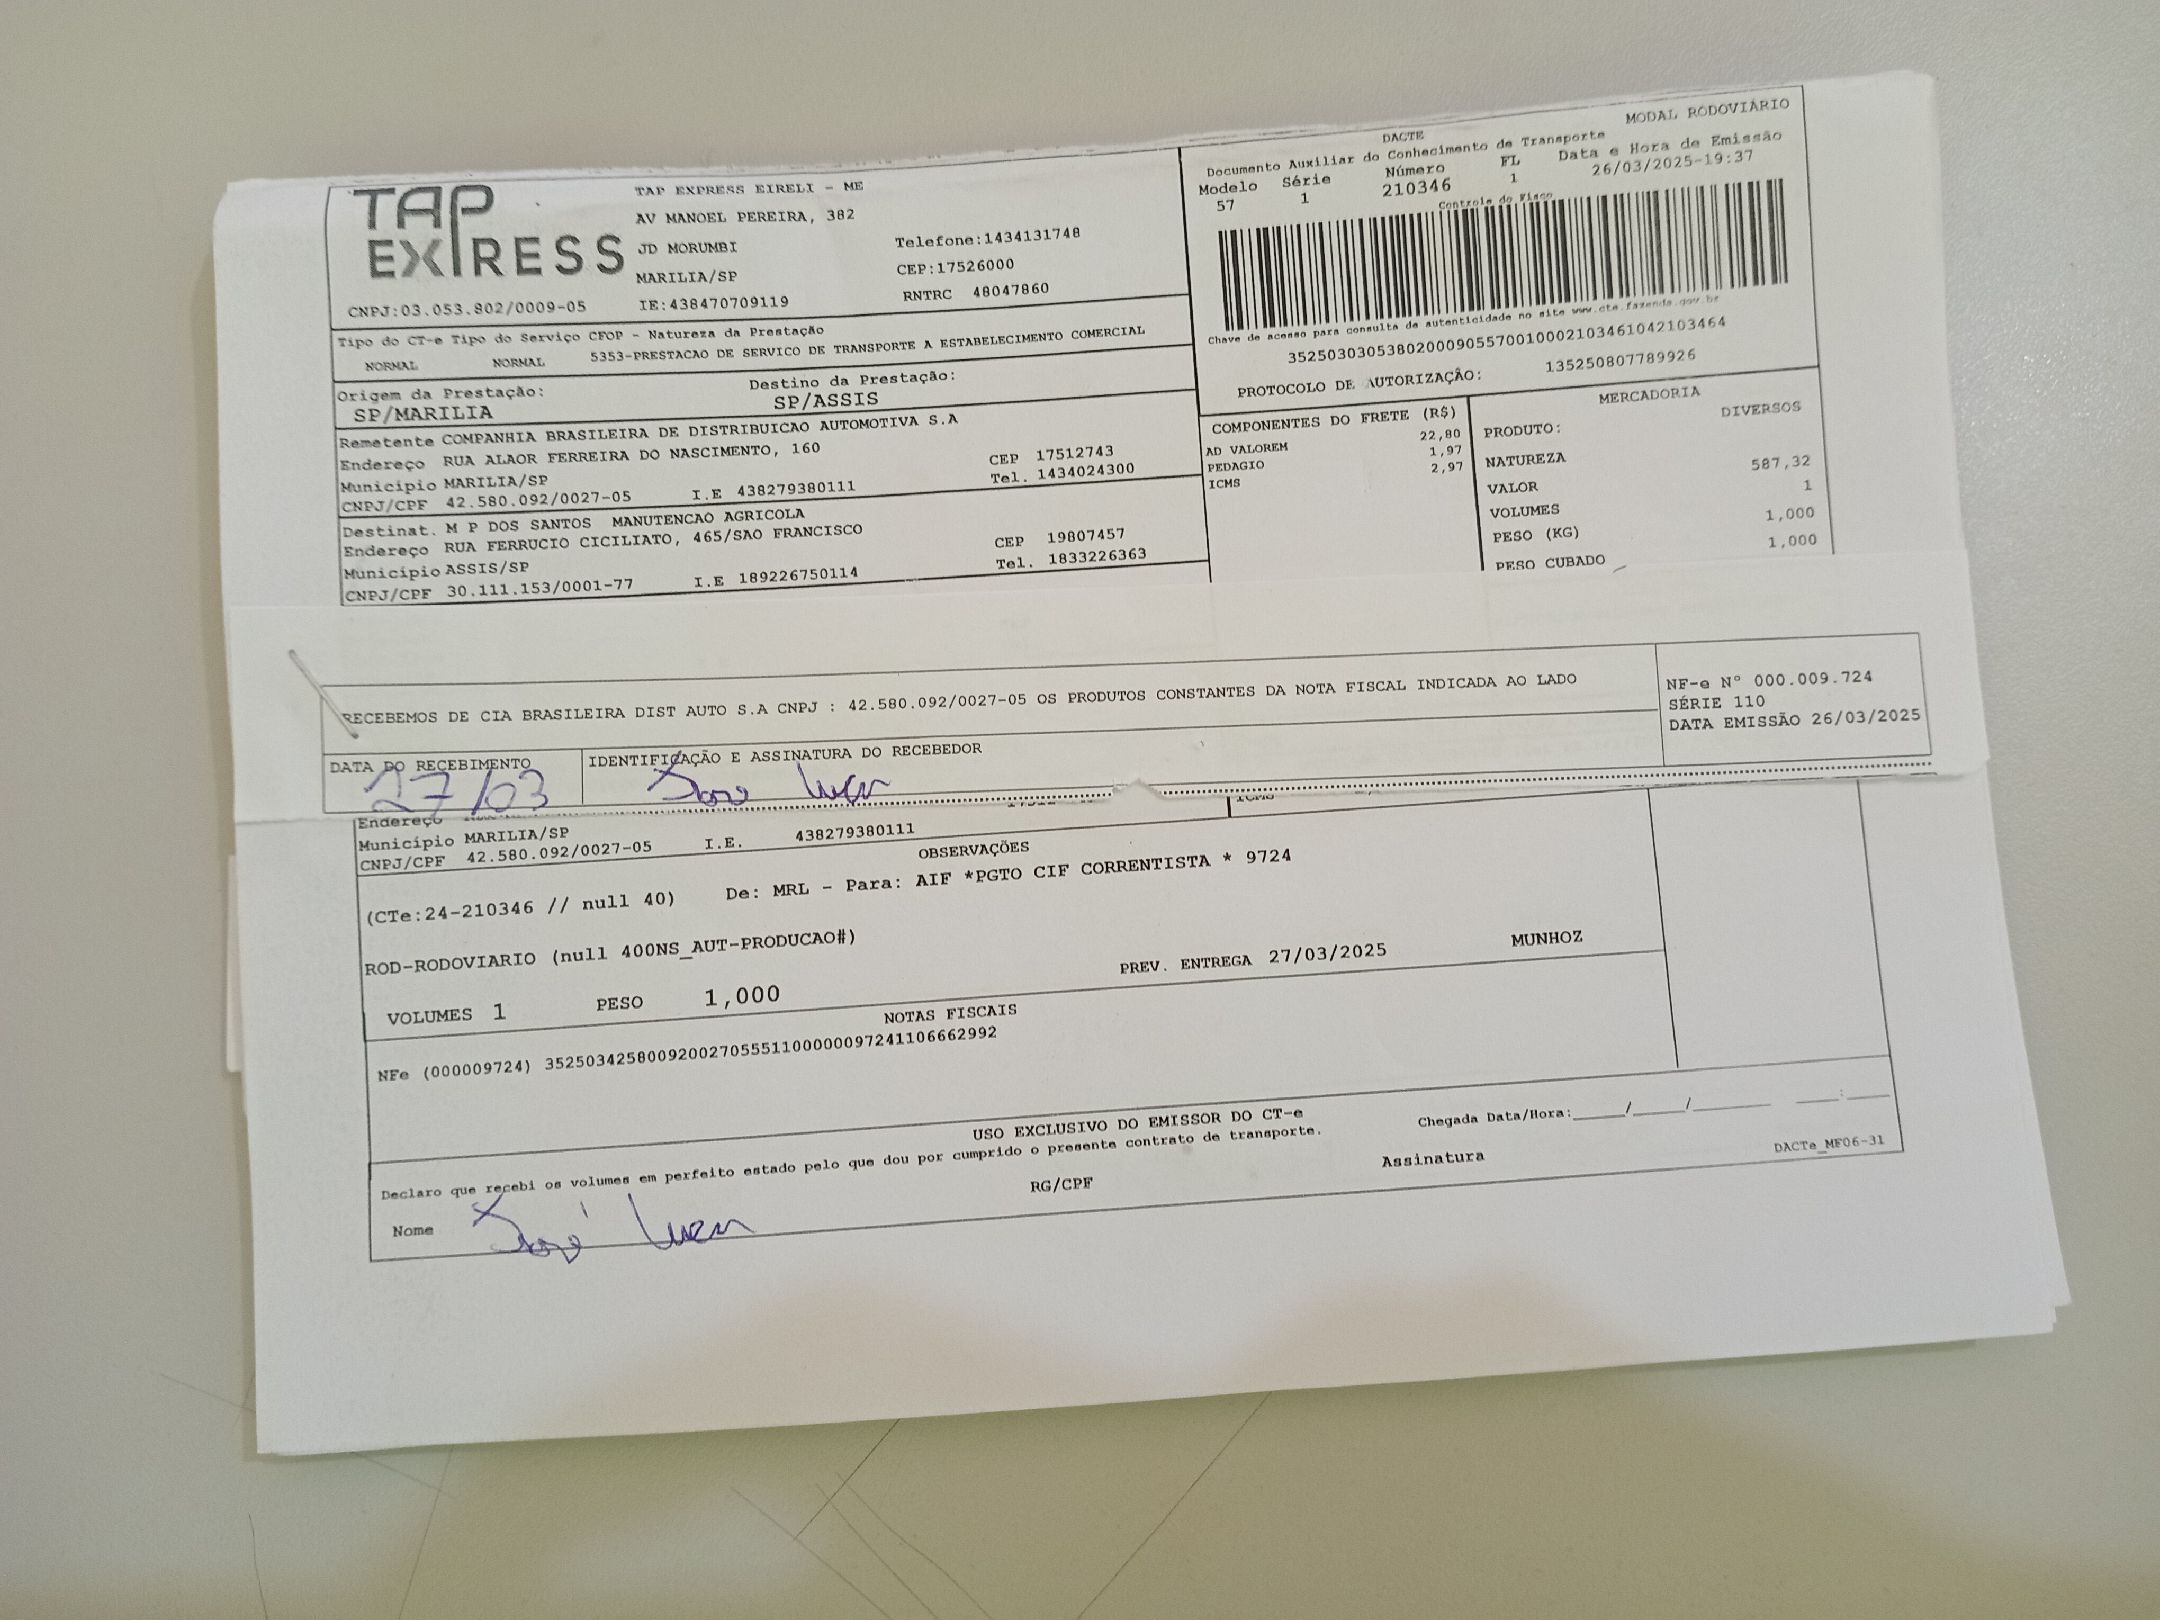 TAP EXPRESS
TAP EXPRESS EIRELI - ME
AV MANOEL PEREIRA, 382
JD MORUMBI
MARILIA/SP
CNPJ:03.053.802/0009-05 IE:438470709119
Telefone:1434131748
CEP:17526000
RNTRC 48047860
MODAL RODOVIÁRIO
DACTE
Documento Auxiliar do Conhecimento de Transporte
Modelo Série Número FL Data e Hora de Emissão
57 1 210346 1 26/03/2025-19:37
Controle do Fisco
Chave de acesso para consulta de autenticidade no site www.cte.fazenda.gov.br
35250303053802000905570010002103461042103464
PROTOCOLO DE AUTORIZAÇÃO: 135250807789926
Tipo do CT-e Tipo do Serviço CFOP - Natureza da Prestação
NORMAL NORMAL 5353-PRESTACAO DE SERVICO DE TRANSPORTE A ESTABELECIMENTO COMERCIAL
Origem da Prestação: Destino da Prestação:
SP/MARILIA SP/ASSIS
Remetente COMPANHIA BRASILEIRA DE DISTRIBUICAO AUTOMOTIVA S.A
Endereço RUA ALAOR FERREIRA DO NASCIMENTO, 160 CEP 17512743
Município MARILIA/SP Tel. 1434024300
CNPJ/CPF 42.580.092/0027-05 I.E 438279380111
Destinat. M P DOS SANTOS MANUTENCAO AGRICOLA
Endereço RUA FERRUCIO CICILIATO, 465/SAO FRANCISCO CEP 19807457
Município ASSIS/SP Tel. 1833226363
CNPJ/CPF 30.111.153/0001-77 I.E 189226750114
COMPONENTES DO FRETE (R$)
AD VALOREM 22,80
PEDAGIO 1,97
ICMS 2,97
MERCADORIA
PRODUTO: DIVERSOS
NATUREZA
VALOR 587,32
VOLUMES 1
PESO (KG) 1,000
PESO CUBADO 1,000
RECEBEMOS DE CIA BRASILEIRA DIST AUTO S.A CNPJ : 42.580.092/0027-05 OS PRODUTOS CONSTANTES DA NOTA FISCAL INDICADA AO LADO
NF-e Nº 000.009.724
SÉRIE 110
DATA EMISSÃO 26/03/2025
DATA DO RECEBIMENTO IDENTIFICAÇÃO E ASSINATURA DO RECEBEDOR
27/03 José
Endereço
Município MARILIA/SP
CNPJ/CPF 42.580.092/0027-05 I.E. 438279380111
OBSERVAÇÕES
(CTe:24-210346 // null 40) De: MRL - Para: AIF *PGTO CIF CORRENTISTA * 9724
ROD-RODOVIARIO (null 400NS_AUT-PRODUCAO#)
PREV. ENTREGA 27/03/2025 MUNHOZ
VOLUMES 1 PESO 1,000
NOTAS FISCAIS
NFe (000009724) 35250342580092002705551100000097241106662992
USO EXCLUSIVO DO EMISSOR DO CT-e
Declaro que recebi os volumes em perfeito estado pelo que dou por cumprido o presente contrato de transporte.
Chegada Data/Hora:_____/_____/________ ____:____
Nome José RG/CPF Assinatura
DACTe_MF06-31